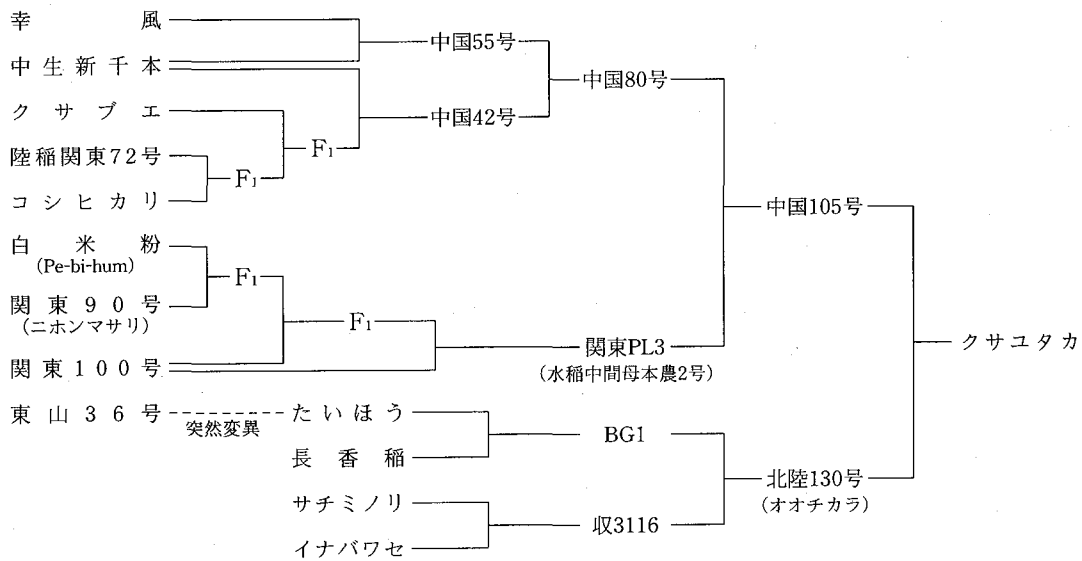 幸風
中国55号
中生新千本
中国80号
クサブエ
中国42号
F1
陸稲関東72号
F1
コシヒカリ
中国105号
白米粉
(Pe-bi-hum)
F1
関東90号
(ニホンマサリ)
F1
関東PL3
(水稲中間母本農2号)
クサユタカ
関東100号
東山36号
突然変異
たいほう
BG1
長香稲
北陸130号
(オオチカラ)
サチミノリ
収3116
イナバワセ